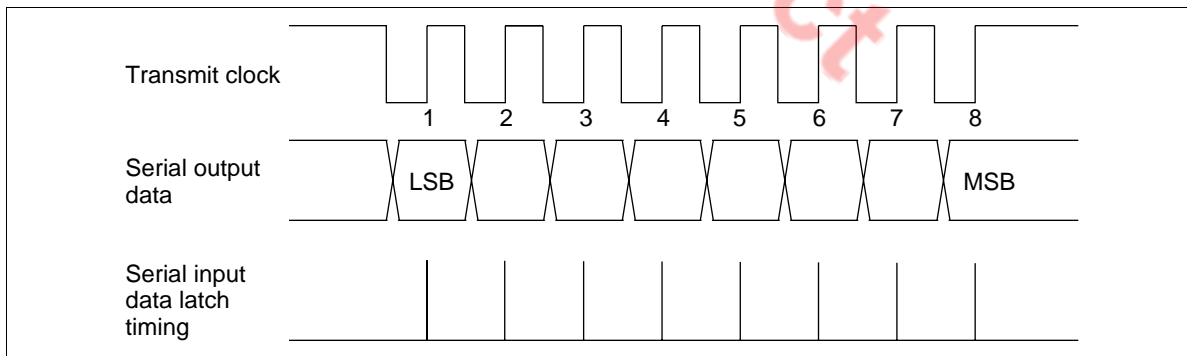 Transmit clock
1 2 3 4 5 6 7 8
Serial output
data
LSB
MSB
Serial input
data latch
timing
ct